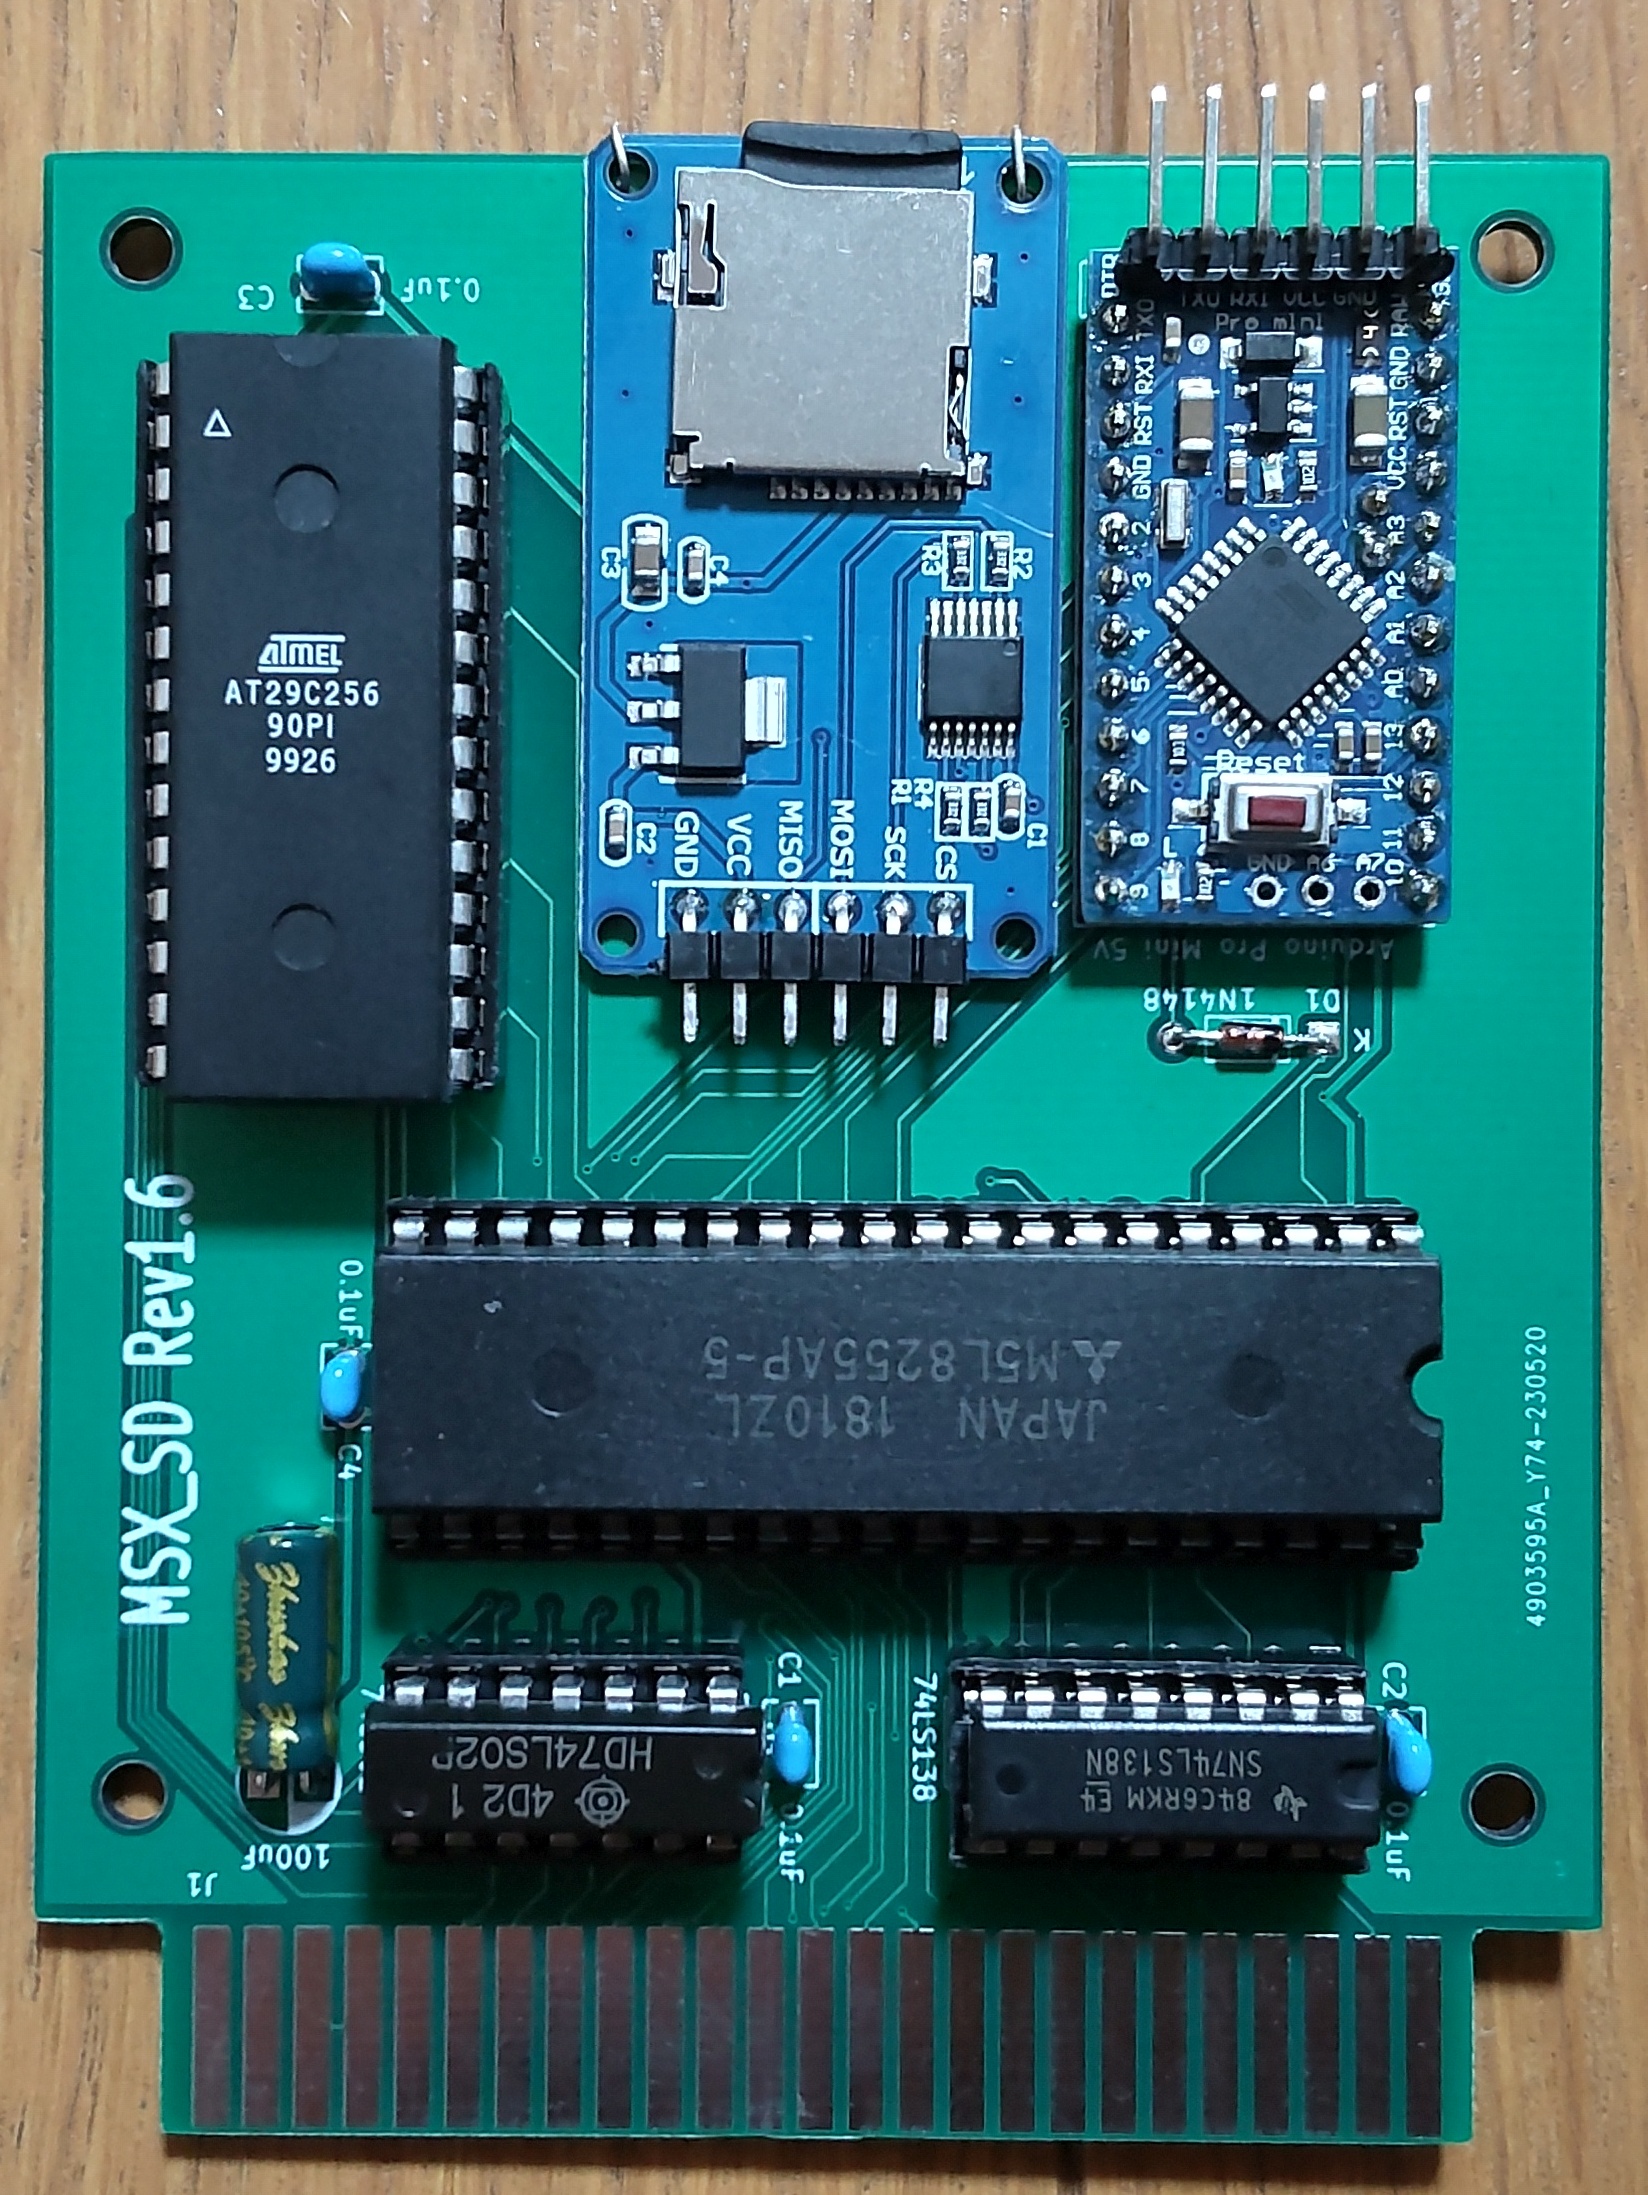 C3
0.1uF
ATMEL
AT29C256
90PI
9926
C3
C4
R3
R2
C2
R1
R4
C1
GND
VCC
MISO
MOSI
SCK
CS
DTR
TXO RXI VCC GND
Pro mini
TXO
RXI
RST
GND
2
3
4
5
6
7
8
9
RAW
GND
RST
VCC
A3
A2
A1
A0
13
12
11
10
Reset
GND A6 A7
Arduino Pro Mini 5V
D1
1N4148
K
MSX_SD Rev1.6
0.1uF
C4
M5L8255AP-5
JAPAN 1810ZL
4903595A_Y74-230520
100uF
J1
HD74LS02P
4D2 1
C1
0.1uF
74LS138
84C6RKM E4
SN74LS138N
C2
0.1uF